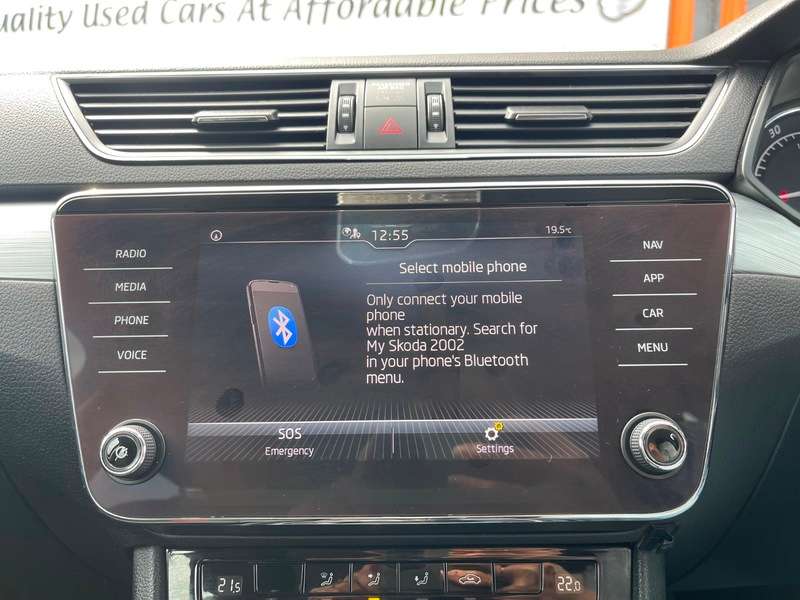 uality Used Cars At Affordable Prices
30
12:55
19.5°C
RADIO
MEDIA
PHONE
VOICE
Select mobile phone
Only connect your mobile
phone
when stationary. Search for
My Skoda 2002
in your phone's Bluetooth
menu.
SOS
Emergency
Settings
NAV
APP
CAR
MENU
21.5
22.0